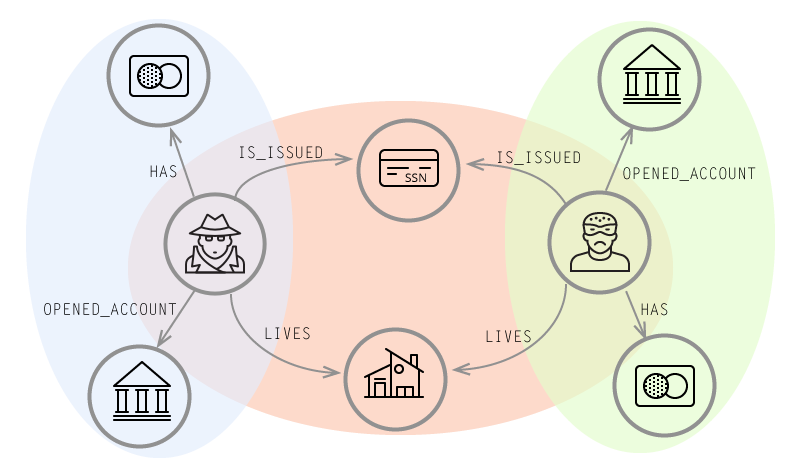 IS_ISSUED
IS_ISSUED
HAS
SSN
OPENED_ACCOUNT
OPENED_ACCOUNT
HAS
LIVES
LIVES